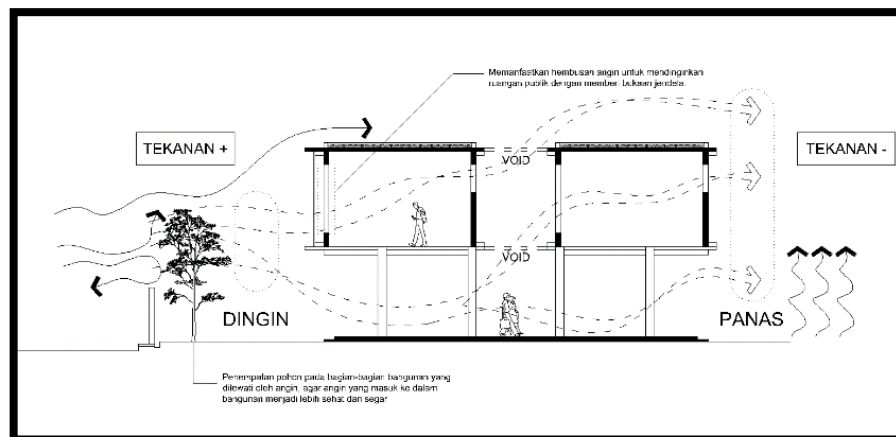 Memanfaatkan hembusan angin untuk mendinginkan
ruangan publik dengan memberi bukaan jendela.
TEKANAN +
TEKANAN -
VOID
VOID
DINGIN
PANAS
Penempatan pohon pada bagian-bagian bangunan yang
dilewati oleh angin, agar angin yang masuk ke dalam
bangunan menjadi lebih sehat dan segar